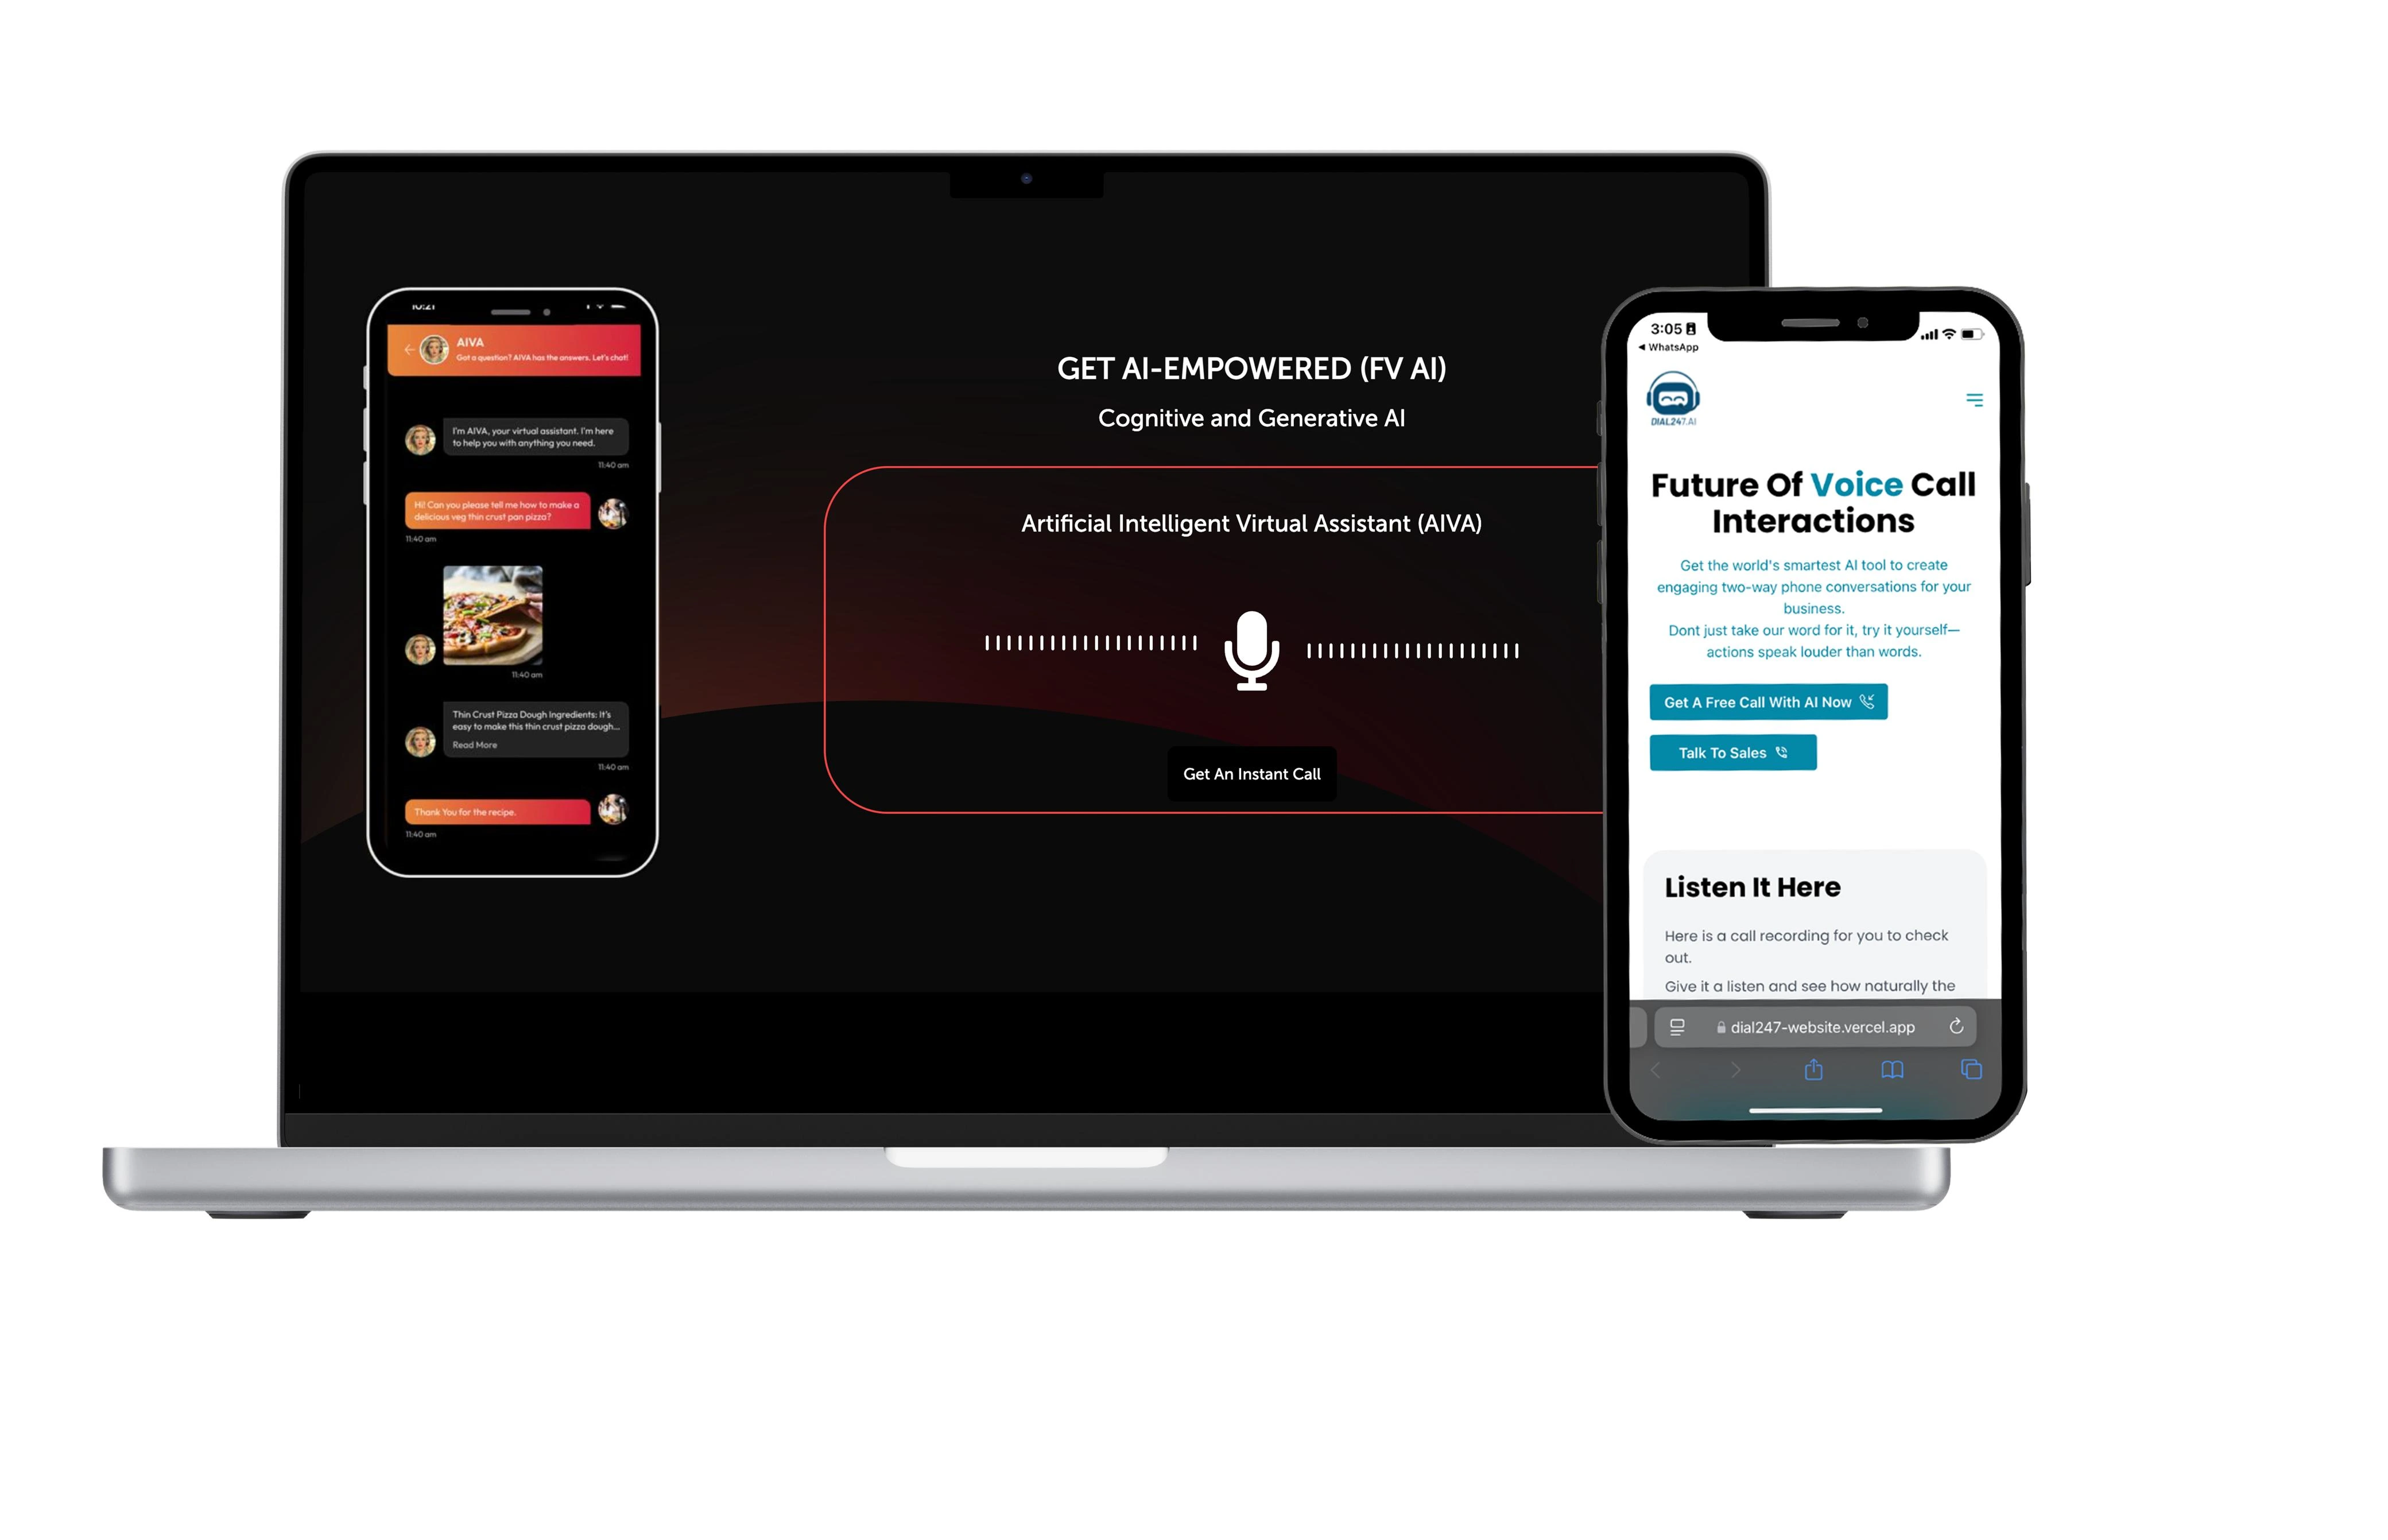 10:21
AIVA
Got a question? AIVA has the answers. Let's chat!
I'm AIVA, your virtual assistant. I'm here
to help you with anything you need.
11:40 am
Hi! Can you please tell me how to make a
delicious veg thin crust pan pizza?
11:40 am
11:40 am
Thin Crust Pizza Dough Ingredients: It's
easy to make this thin crust pizza dough...
Read More
11:40 am
Thank You for the recipe.
11:40 am
GET AI-EMPOWERED (FV AI)
Cognitive and Generative AI
Artificial Intelligent Virtual Assistant (AIVA)
Get An Instant Call
3:05
WhatsApp
DIAL247.AI
Future Of Voice Call
Interactions
Get the world's smartest AI tool to create
engaging two-way phone conversations for your
business.
Dont just take our word for it, try it yourself—
actions speak louder than words.
Get A Free Call With AI Now
Talk To Sales
Listen It Here
Here is a call recording for you to check
out.
Give it a listen and see how naturally the
dial247-website.vercel.app